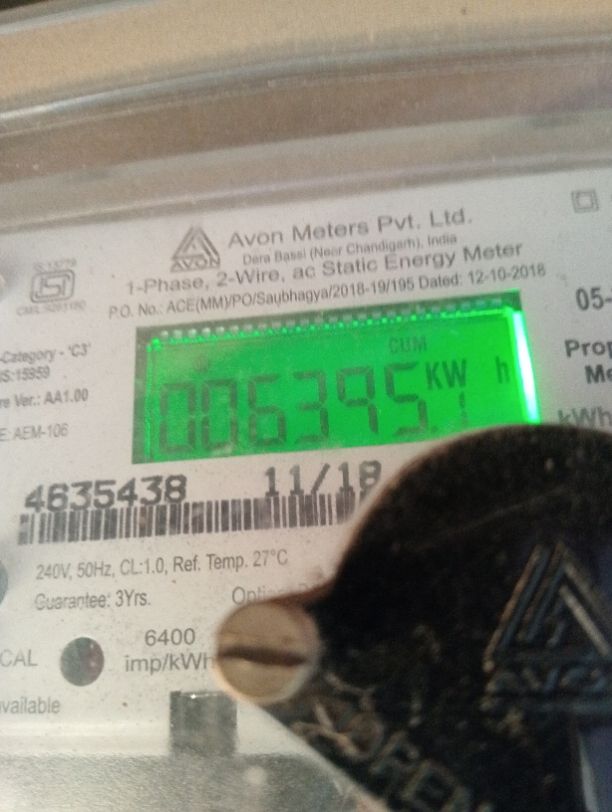 Avon Meters Pvt. Ltd.
Dera Bassi (Near Chandigarh), India
AVON
1-Phase, 2-Wire, ac Static Energy Meter
P.O. No.: ACE(MM)/PO/Saubhagya/2018-19/195 Dated: 12-10-2018
IS:15959
CUM
006395.1 KW h
4635438 11/18
240V, 50Hz, CL:1.0, Ref. Temp. 27°C
Guarantee: 3Yrs.
6400
imp/kWh
05-
-Category - 'C3'
re Ver.: AA1.00
E: AEM-106
Prop
Me
kWh
CAL
vailable
AVON